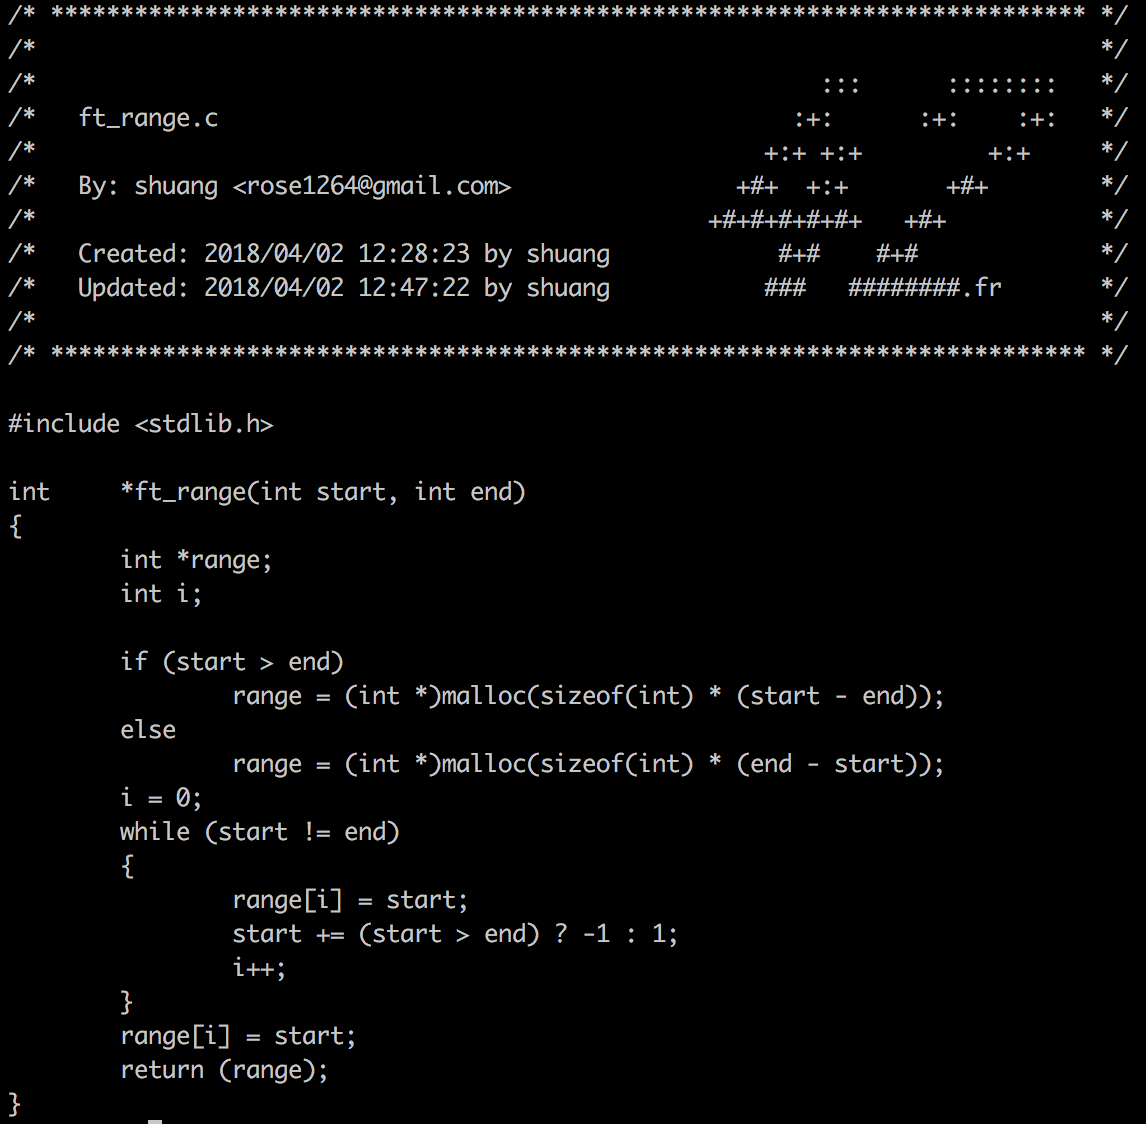 /* ************************************************************************** */
/*                                                                            */
/*                                                        :::      ::::::::   */
/*   ft_range.c                                         :+:      :+:    :+:   */
/*                                                    +:+ +:+         +:+     */
/*   By: shuang <rose1264@gmail.com>                +#+  +:+       +#+        */
/*                                                +#+#+#+#+#+   +#+           */
/*   Created: 2018/04/02 12:28:23 by shuang            #+#    #+#             */
/*   Updated: 2018/04/02 12:47:22 by shuang           ###   ########.fr       */
/*                                                                            */
/* ************************************************************************** */

#include <stdlib.h>

int     *ft_range(int start, int end)
{
        int *range;
        int i;

        if (start > end)
                range = (int *)malloc(sizeof(int) * (start - end));
        else
                range = (int *)malloc(sizeof(int) * (end - start));
        i = 0;
        while (start != end)
        {
                range[i] = start;
                start += (start > end) ? -1 : 1;
                i++;
        }
        range[i] = start;
        return (range);
}